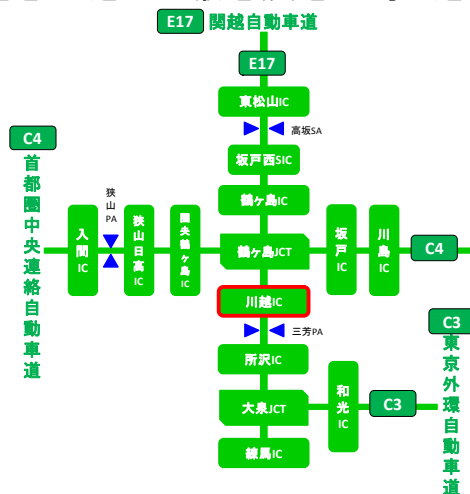 E17 関越自動車道
E17
東松山IC
高坂SA
坂戸西SIC
鶴ヶ島IC
C4
首都圏中央連絡自動車道
入間IC
狭山PA
狭山日高IC
圏央鶴ヶ島IC
鶴ヶ島JCT
坂戸IC
川島IC
C4
川越IC
三芳PA
所沢IC
大泉JCT
和光IC
C3
C3
東京外環自動車道
練馬IC